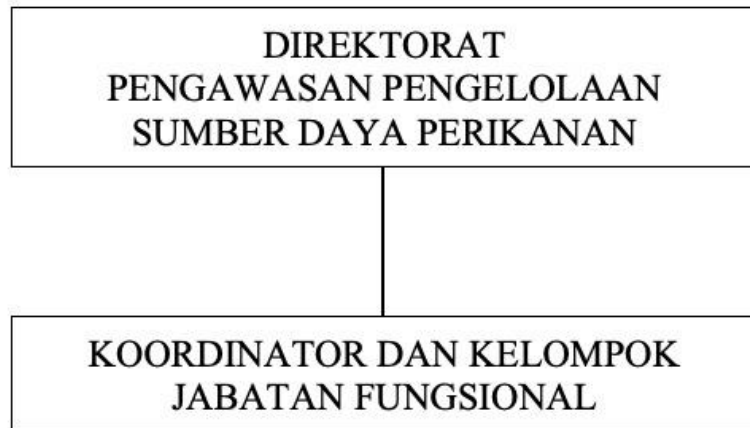 DIREKTORAT
PENGAWASAN PENGELOLAAN
SUMBER DAYA PERIKANAN
KOORDINATOR DAN KELOMPOK
JABATAN FUNGSIONAL